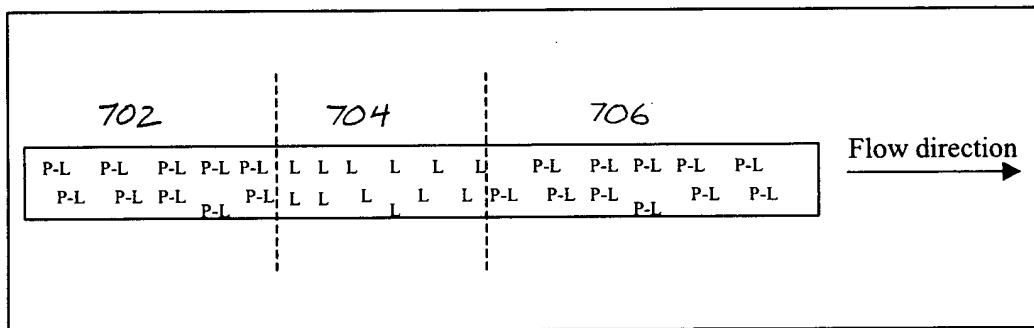 702 704 706
Flow direction
P-L P-L P-L P-L P-L L L L L L L P-L P-L P-L P-L P-L
P-L P-L P-L P-L P-L L L L L L L P-L P-L P-L P-L P-L P-L